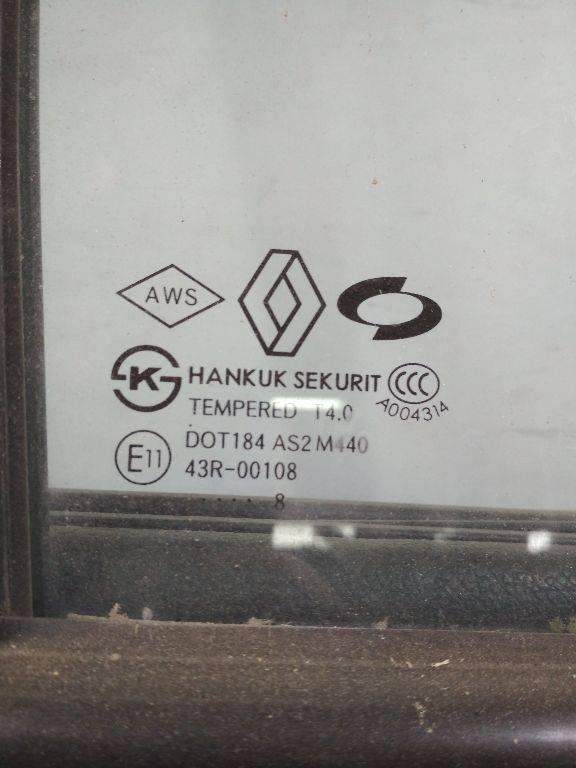 AWS
K
HANKUK SEKURIT
CCC
TEMPERED T4.0
A004314
DOT184 AS2 M440
E11
43R-00108
.... 8